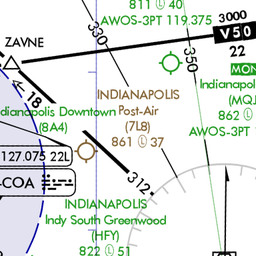 811 Ⓛ 40
AWOS-3PT 119.375
330
3000
V50
22
ZAVNE
350
MON
Indianapol
(MQJ
862 Ⓛ
AWOS-3PT
18
INDIANAPOLIS
Post-Air
(7L8)
861 Ⓛ 37
dianapolis Downtown
(8A4)
127.075 22L
COA
312
INDIANAPOLIS
Indy South Greenwood
(HFY)
822 Ⓛ 51